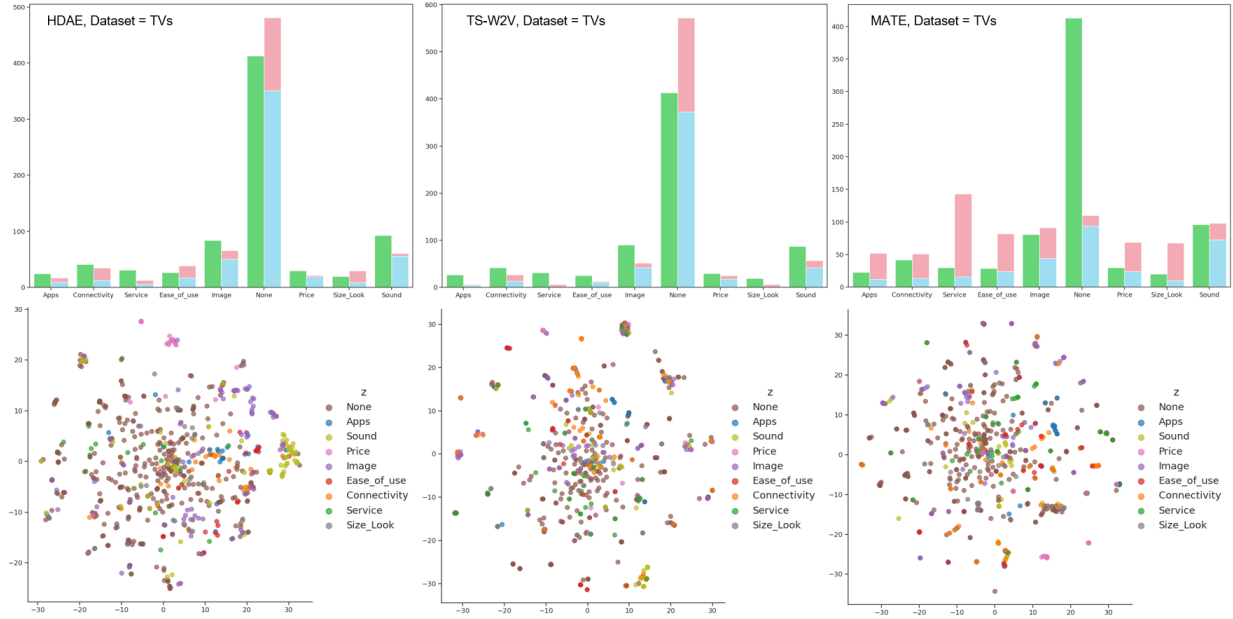 HDAE, Dataset = TVs
500
400
300
200
100
0
Apps Connectivity Service Ease_of_use Image None Price Size_Look Sound
TS-W2V, Dataset = TVs
600
500
400
300
200
100
0
Apps Connectivity Service Ease_of_use Image None Price Size_Look Sound
MATE, Dataset = TVs
400
350
300
250
200
150
100
50
0
Apps Connectivity Service Ease_of_use Image None Price Size_Look Sound
30
20
10
0
−10
−20
−30 −20 −10 0 10 20 30
z
None
Apps
Sound
Price
Image
Ease_of_use
Connectivity
Service
Size_Look
30
20
10
0
−10
−20
−30
−30 −20 −10 0 10 20 30
z
None
Apps
Sound
Price
Image
Ease_of_use
Connectivity
Service
Size_Look
30
20
10
0
−10
−20
−30
−30 −20 −10 0 10 20 30
z
None
Apps
Sound
Price
Image
Ease_of_use
Connectivity
Service
Size_Look